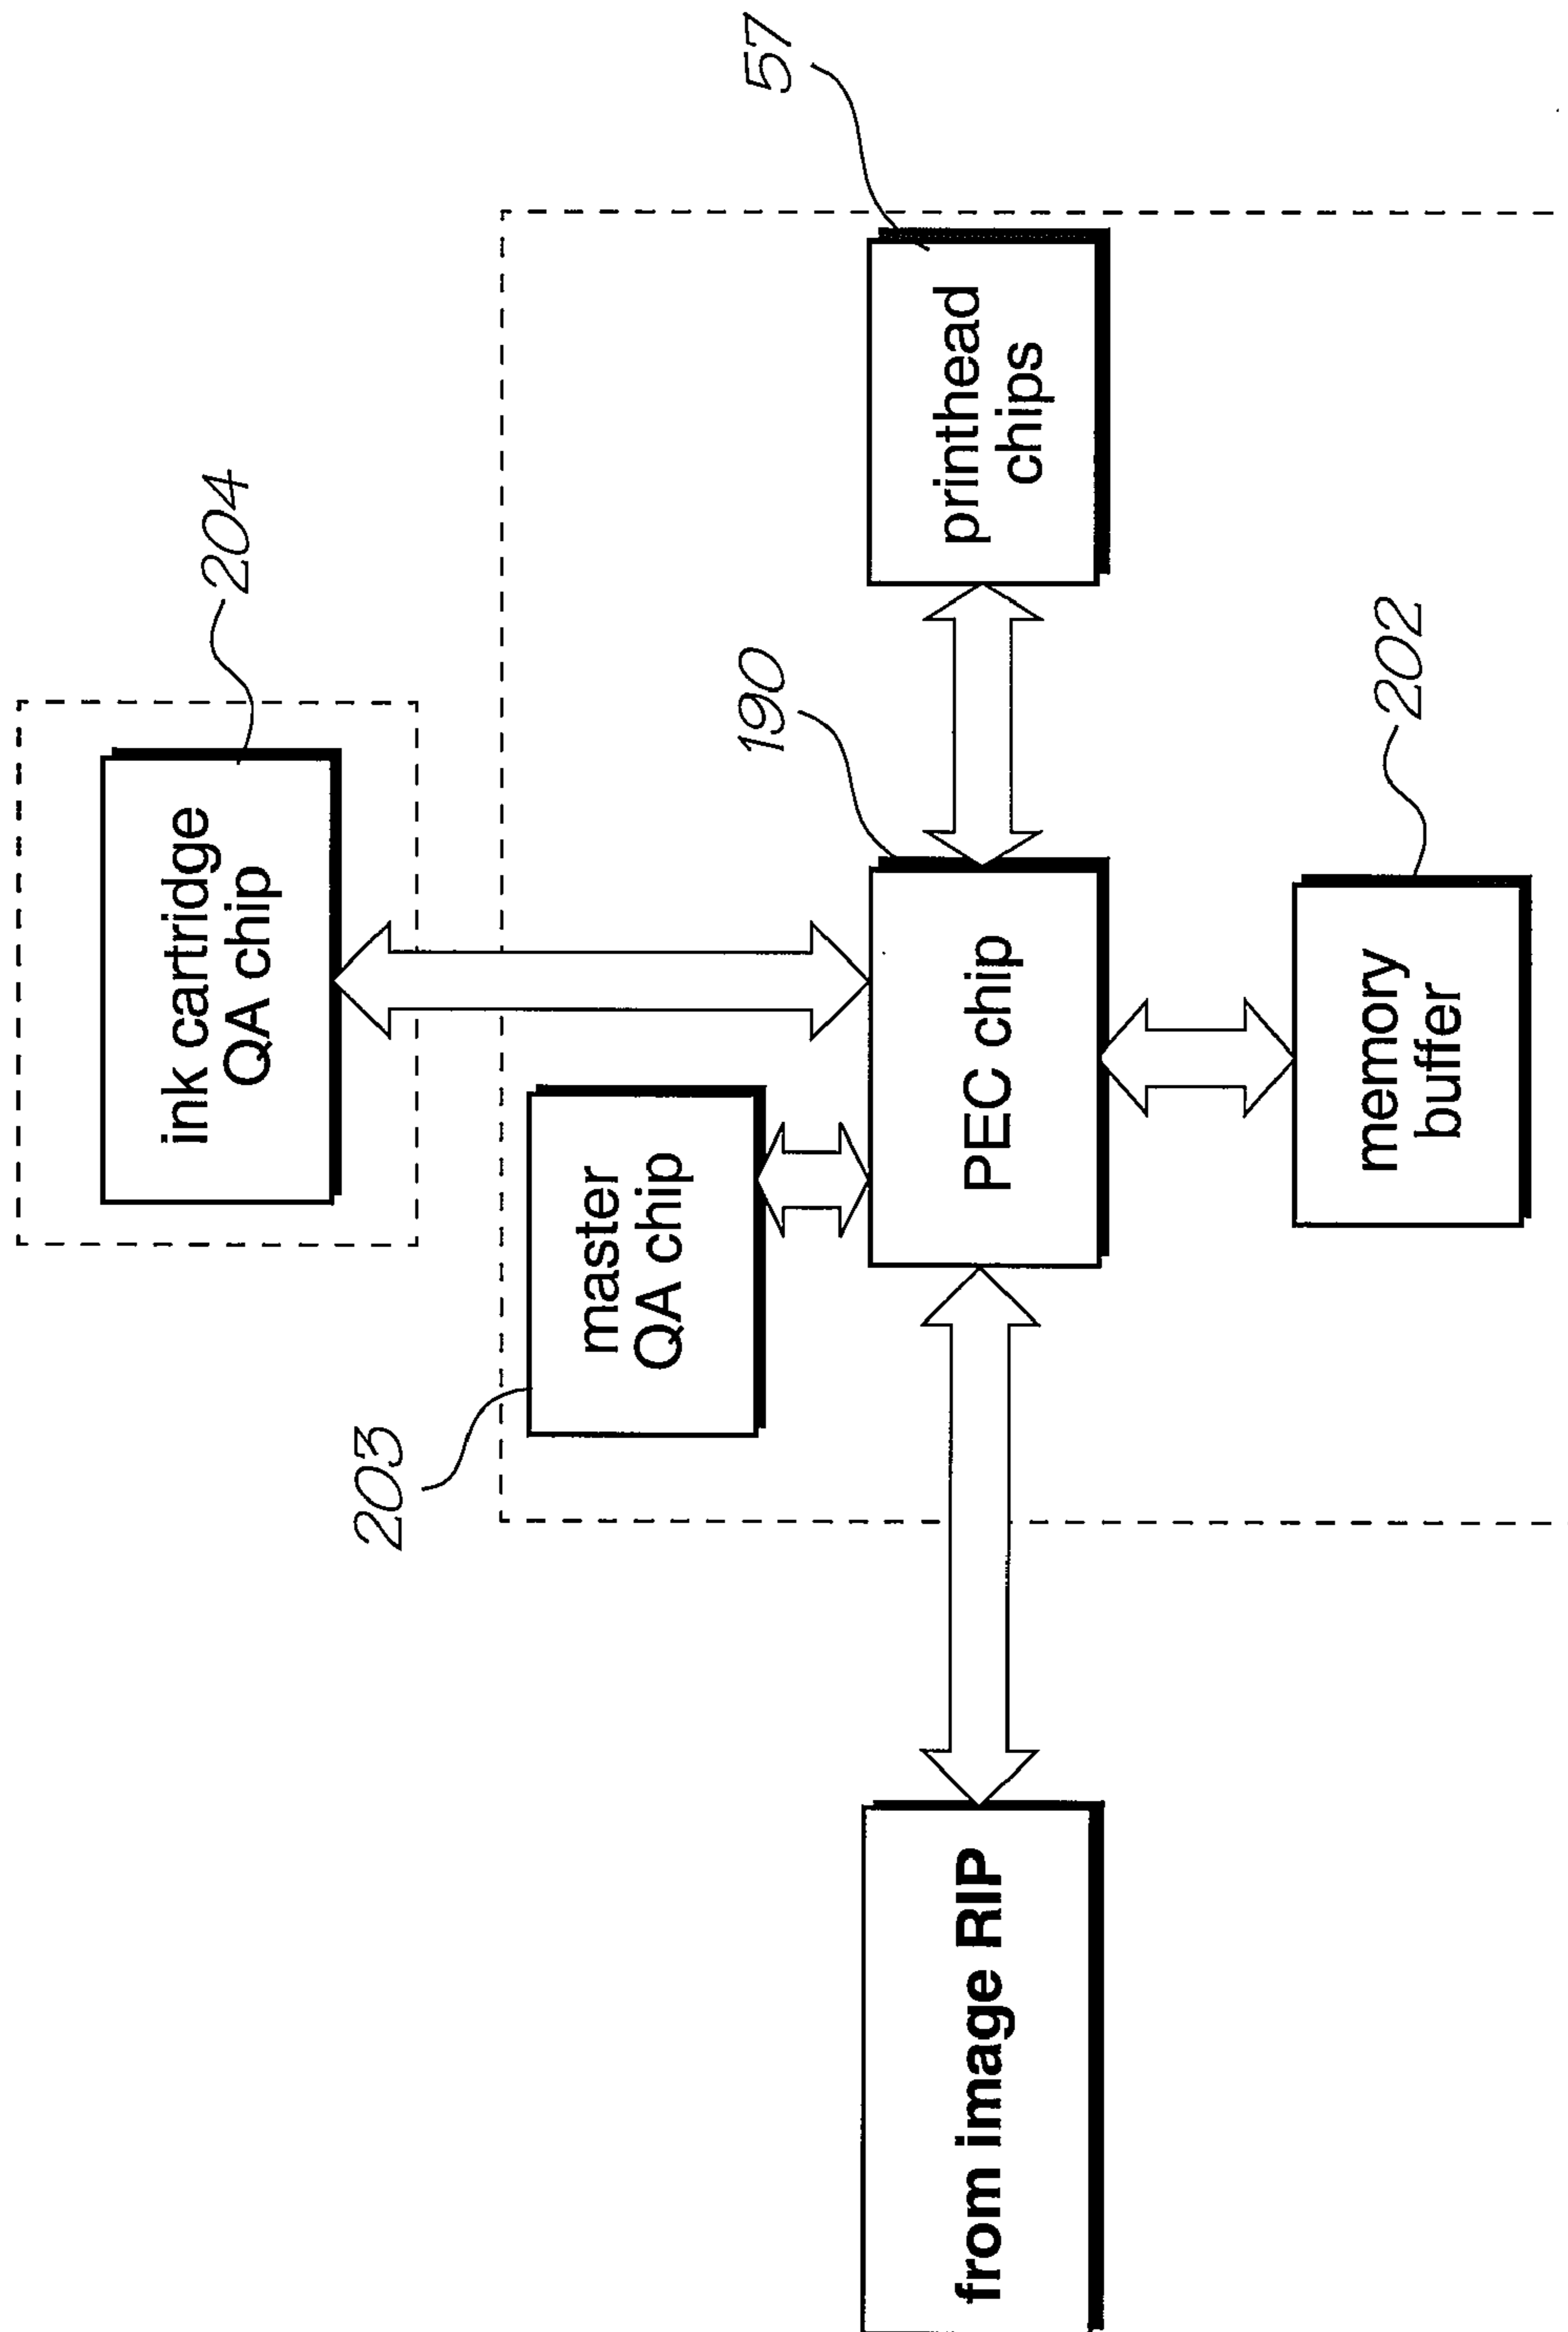 204
ink cartridge
QA chip
203
master
QA chip
57
printhead
chips
190
PEC chip
from image RIP
202
memory
buffer